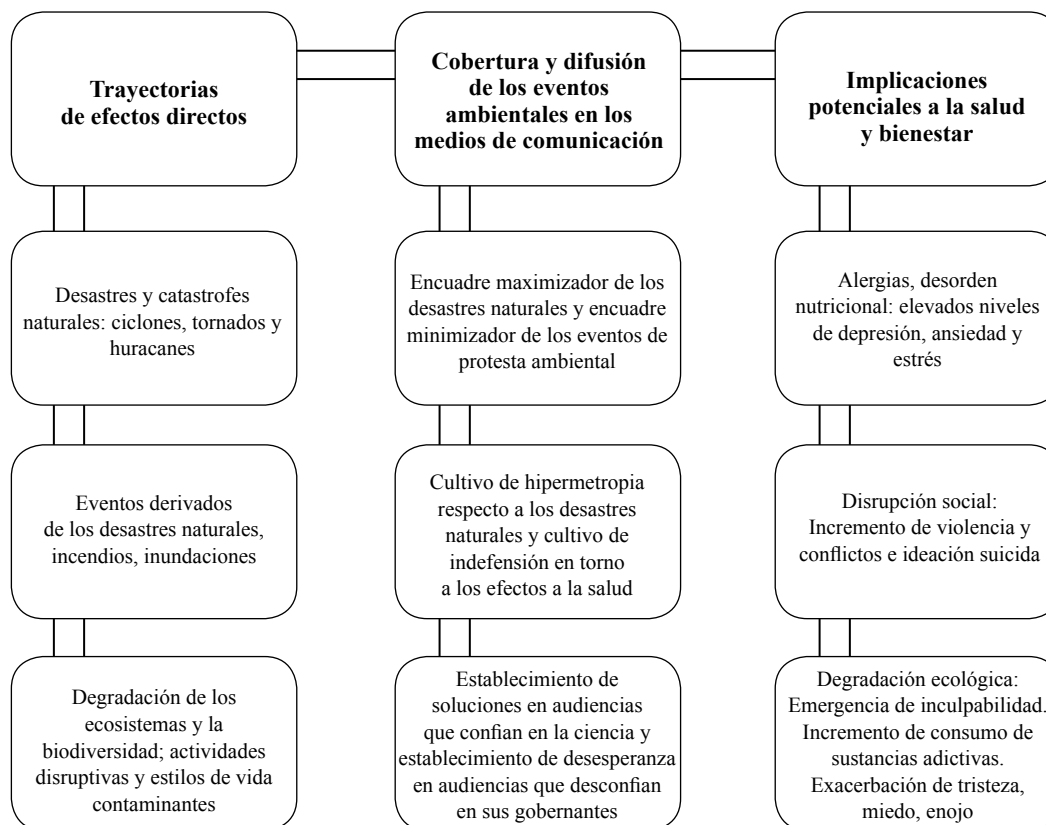 Trayectorias
de efectos directos
Cobertura y difusión
de los eventos
ambientales en los
medios de comunicación
Implicaciones
potenciales a la salud
y bienestar
Desastres y catastrofes
naturales: ciclones, tornados y
huracanes
Encuadre maximizador de los
desastres naturales y encuadre
minimizador de los eventos de
protesta ambiental
Alergias, desorden
nutricional: elevados niveles
de depresión, ansiedad y
estrés
Eventos derivados
de los desastres naturales,
incendios, inundaciones
Cultivo de hipermetropia
respecto a los desastres
naturales y cultivo de
indefensión en torno
a los efectos a la salud
Disrupción social:
Incremento de violencia y
conflictos e ideación suicida
Degradación de los
ecosistemas y la
biodiversidad; actividades
disruptivas y estilos de vida
contaminantes
Establecimiento de
soluciones en audiencias
que confian en la ciencia y
establecimiento de desesperanza
en audiencias que desconfian
en sus gobernantes
Degradación ecológica:
Emergencia de inculpabilidad.
Incremento de consumo de
sustancias adictivas.
Exacerbación de tristeza,
miedo, enojo